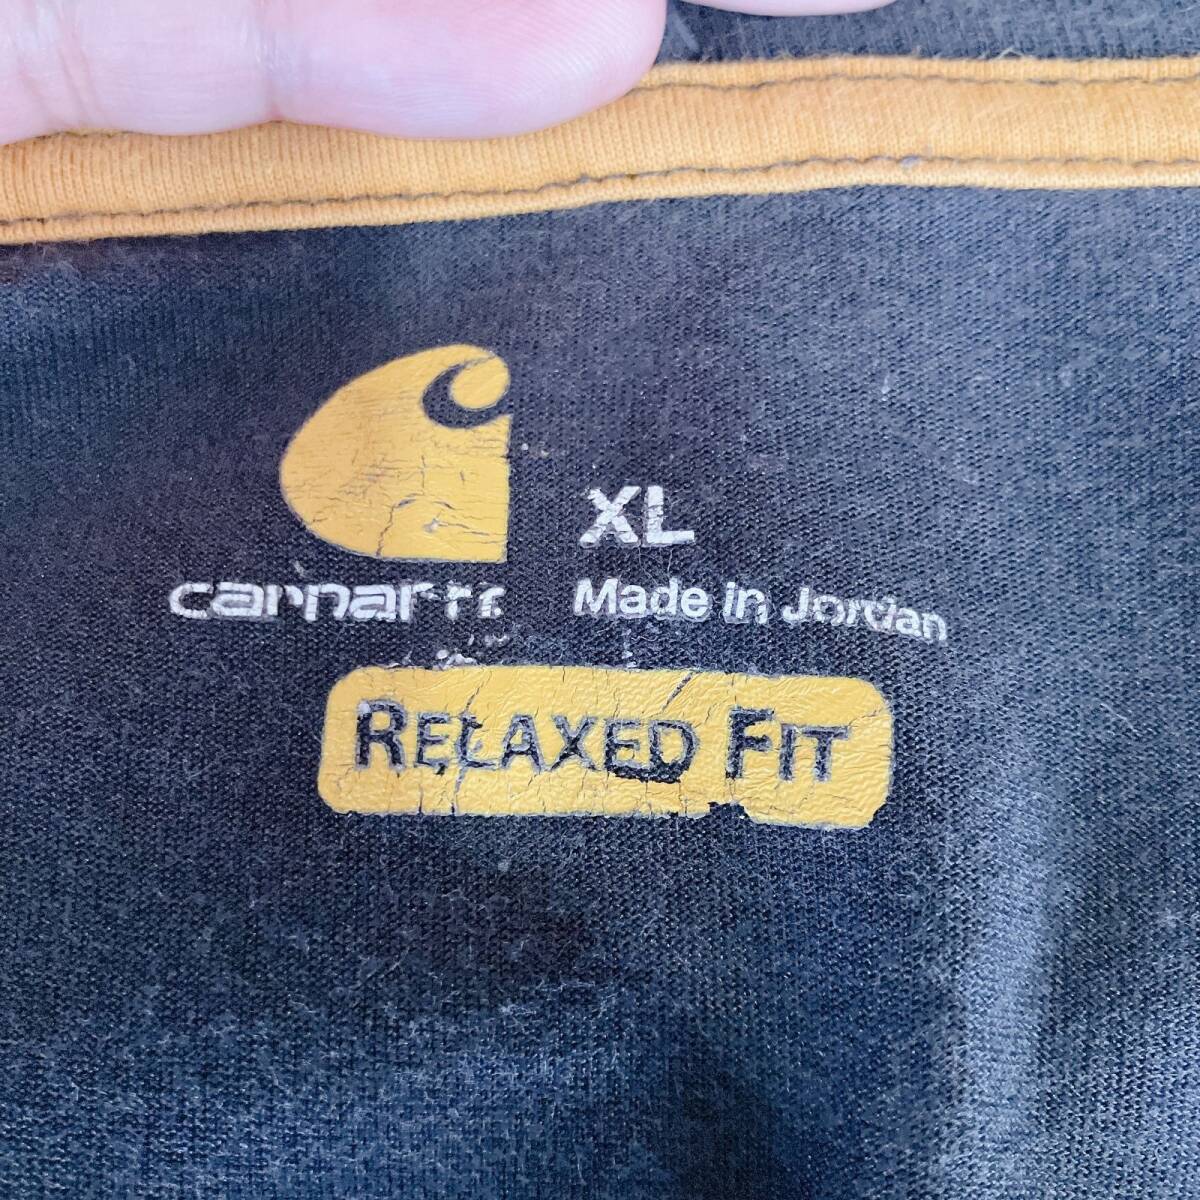 XL
carhartt
Made in Jordan
RELAXED FIT